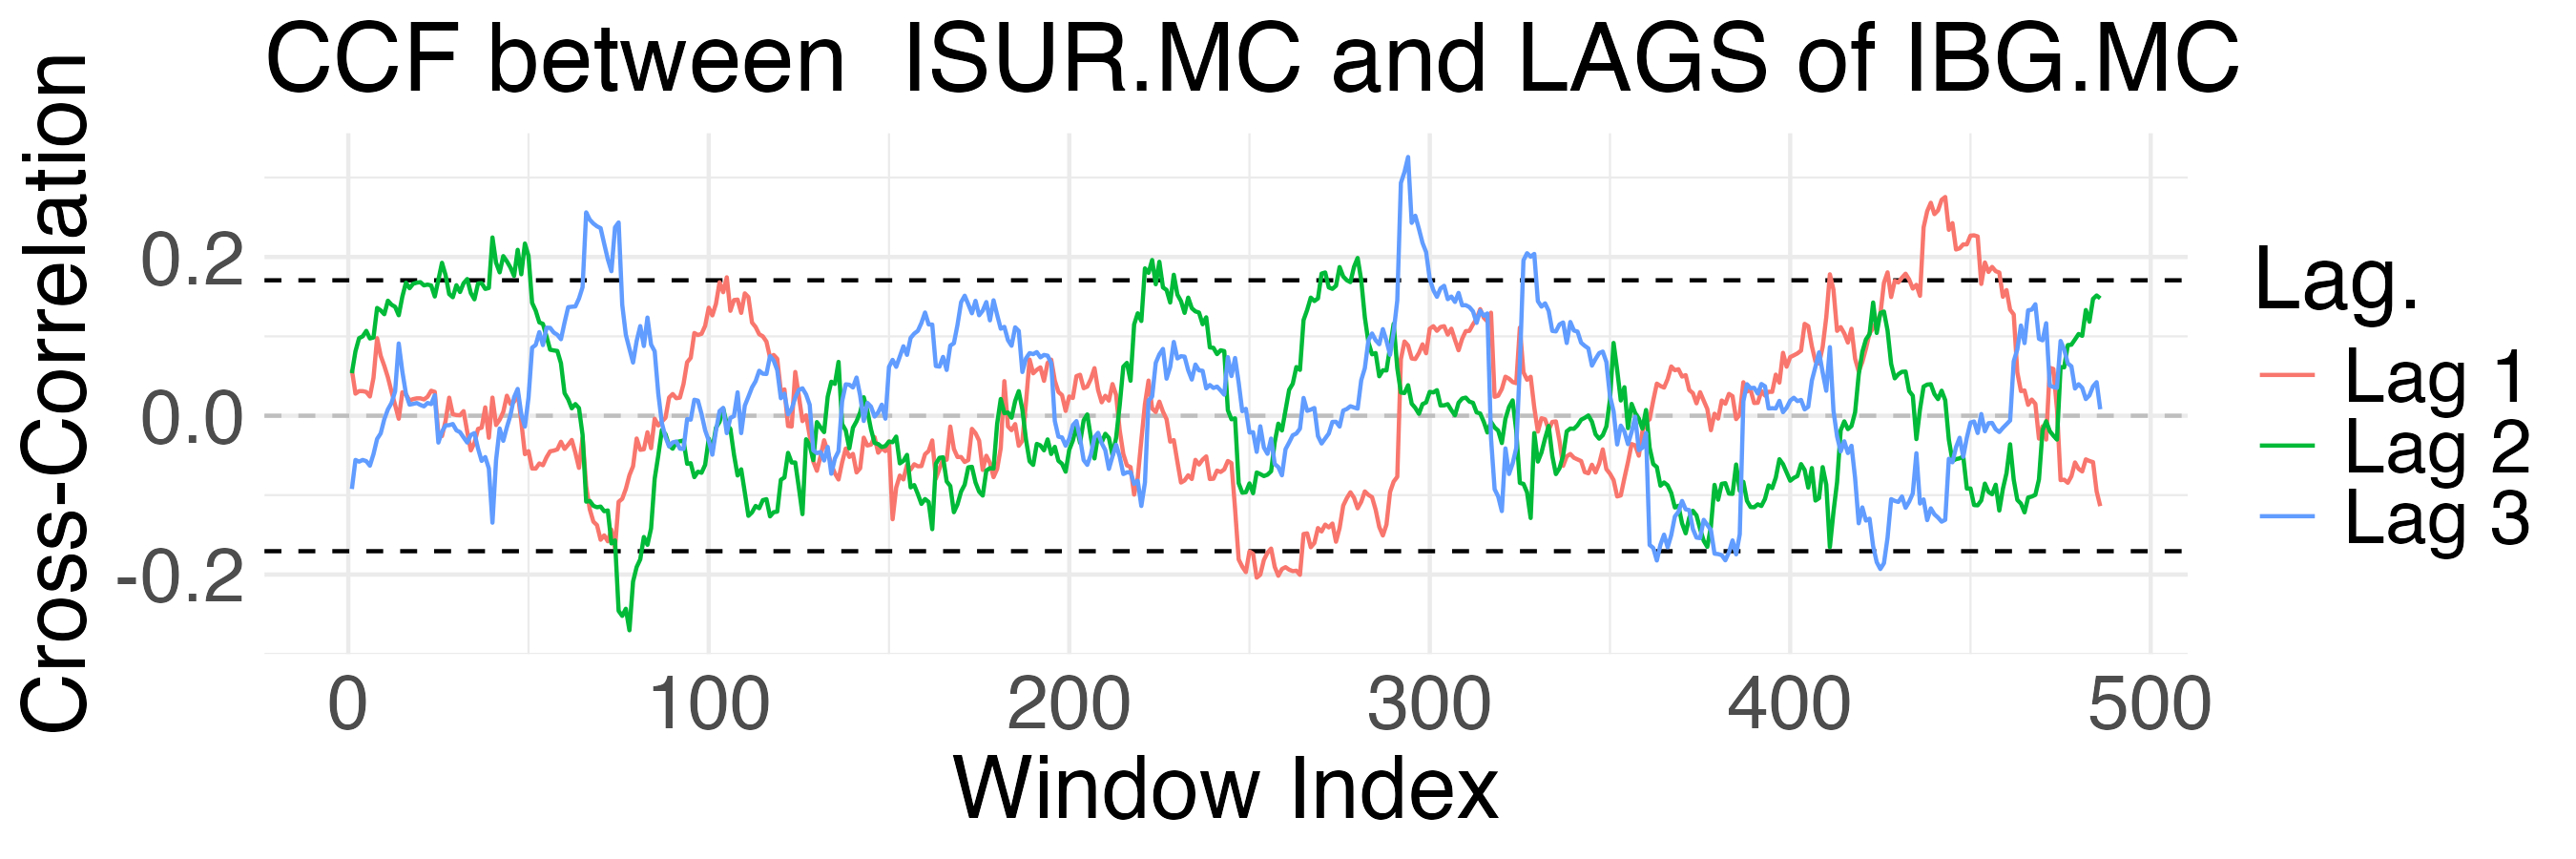 CCF between ISUR.MC and LAGS of IBG.MC
Cross-Correlation
0.2
0.0
-0.2
0 100 200 300 400 500
Window Index
Lag.
Lag 1
Lag 2
Lag 3